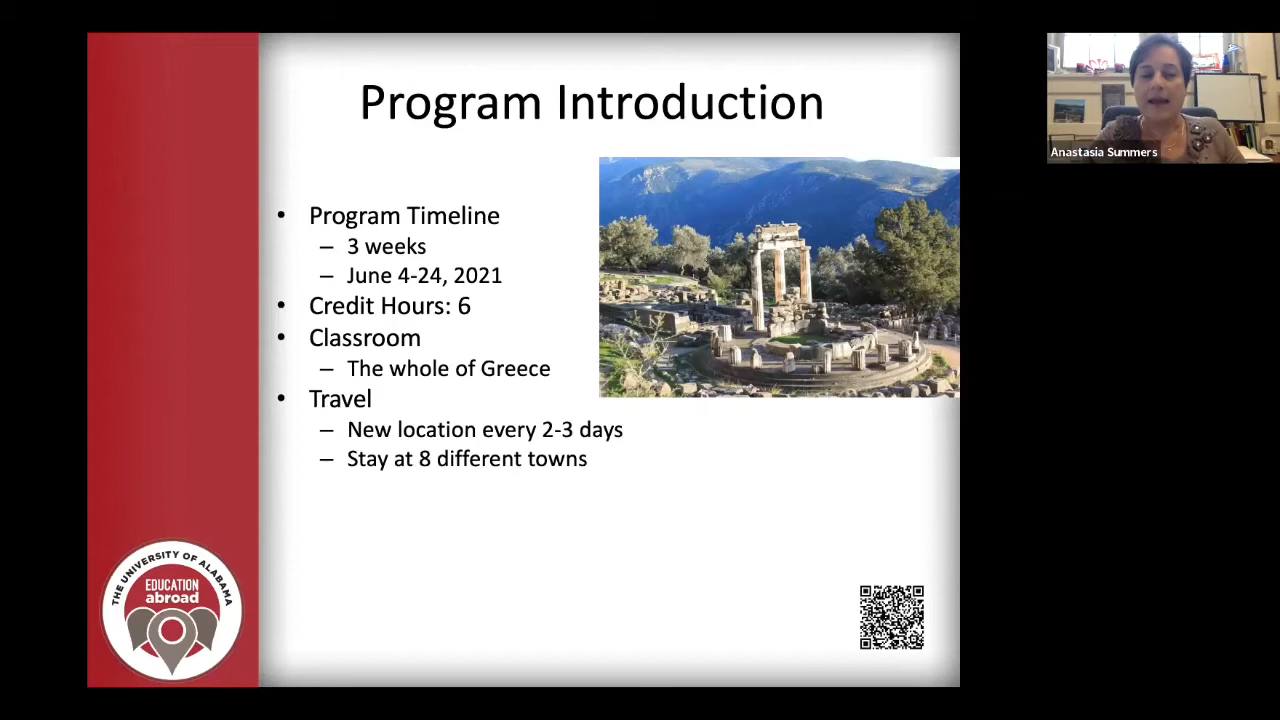 Program Introduction
• Program Timeline
– 3 weeks
– June 4-24, 2021
• Credit Hours: 6
• Classroom
– The whole of Greece
• Travel
– New location every 2-3 days
– Stay at 8 different towns
THE UNIVERSITY OF ALABAMA
EDUCATION
abroad
Anastasia Summers